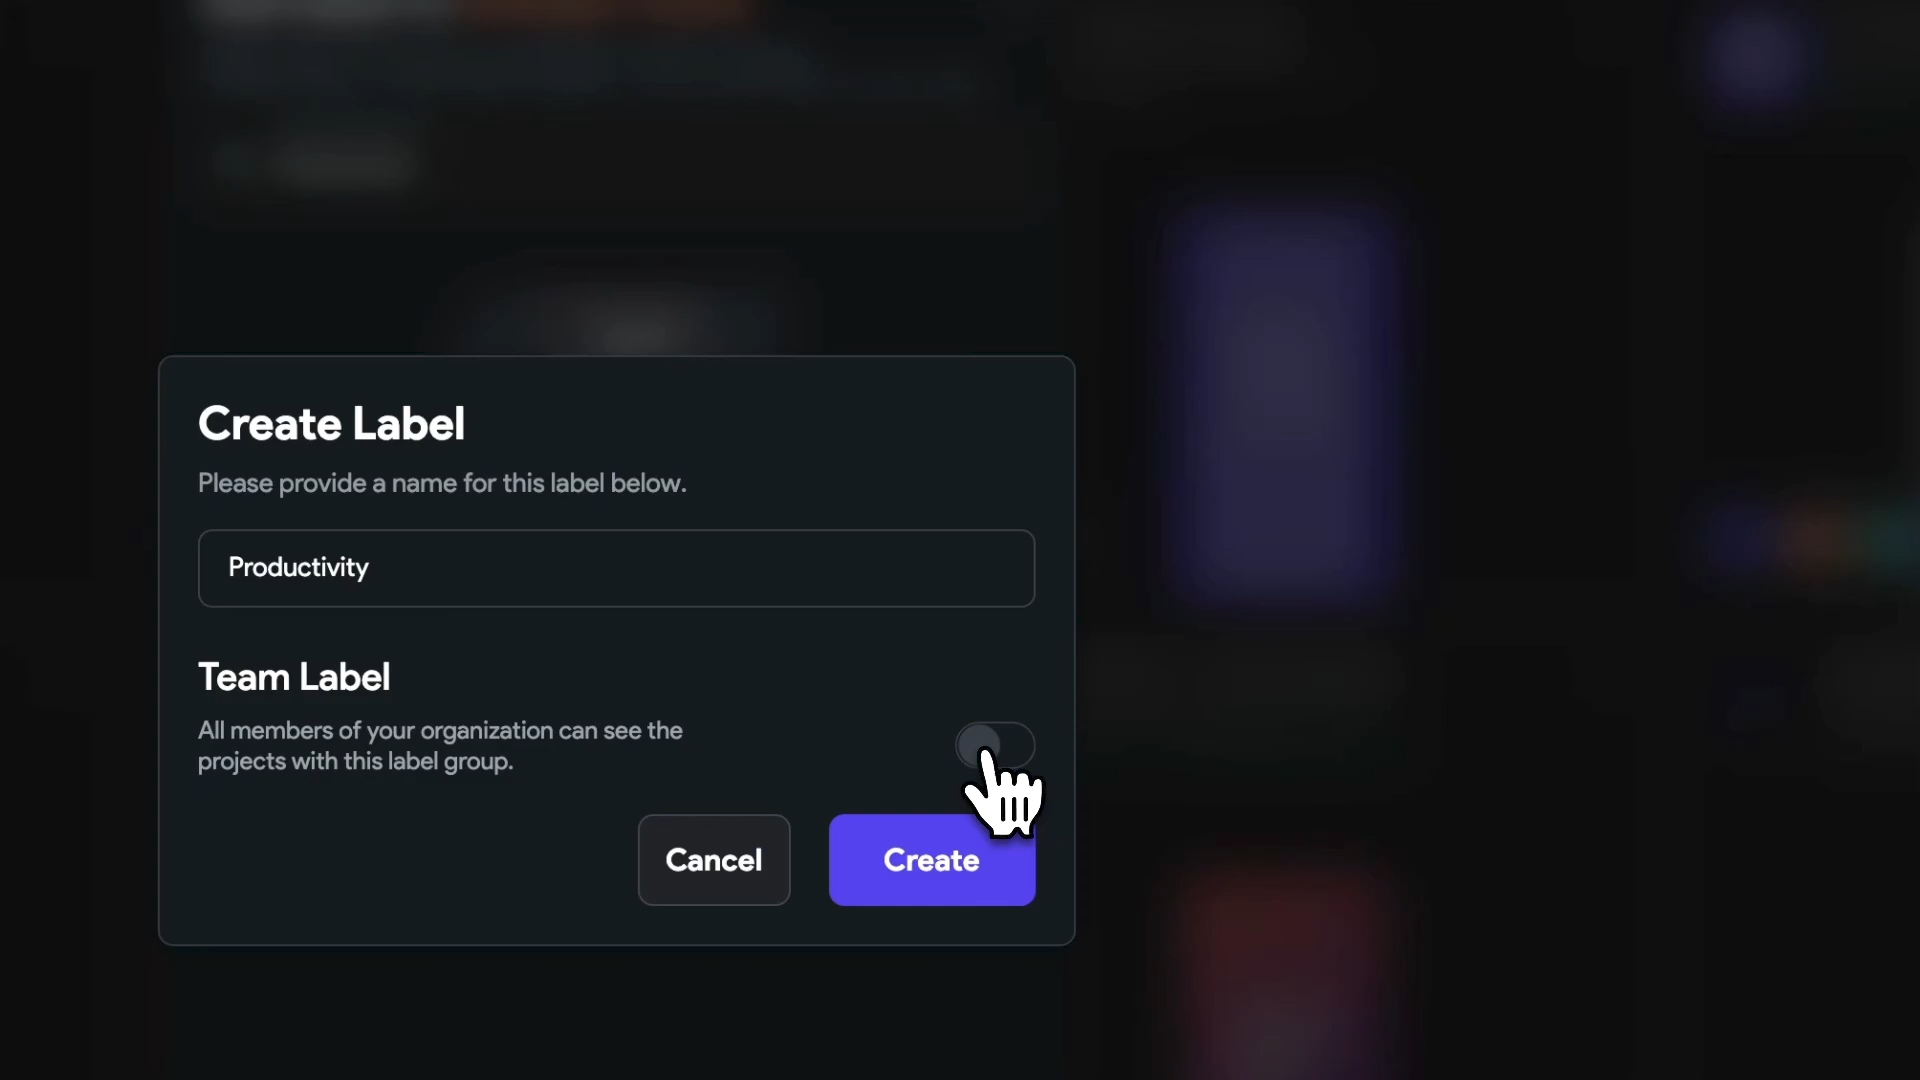 Create Label
Please provide a name for this label below.
Productivity
Team Label
All members of your organization can see the
projects with this label group.
Cancel
Create